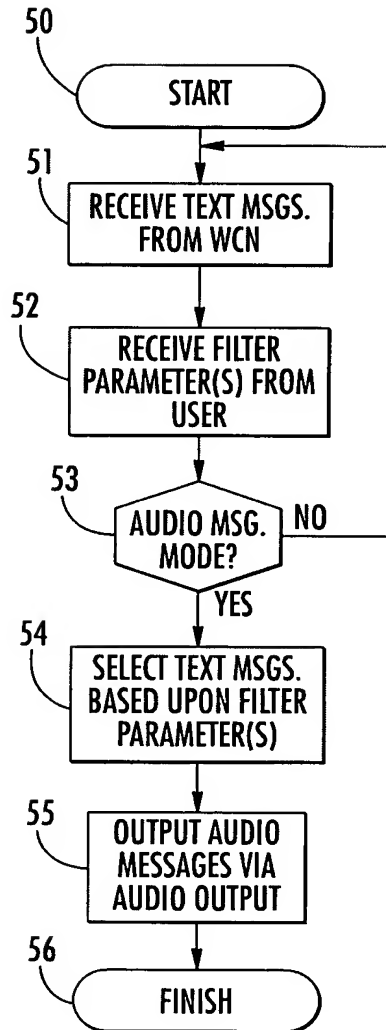 50
START
51
RECEIVE TEXT MSGS.
FROM WCN
52
RECEIVE FILTER
PARAMETER(S) FROM
USER
53
AUDIO MSG.
MODE?
NO
YES
54
SELECT TEXT MSGS.
BASED UPON FILTER
PARAMETER(S)
55
OUTPUT AUDIO
MESSAGES VIA
AUDIO OUTPUT
56
FINISH